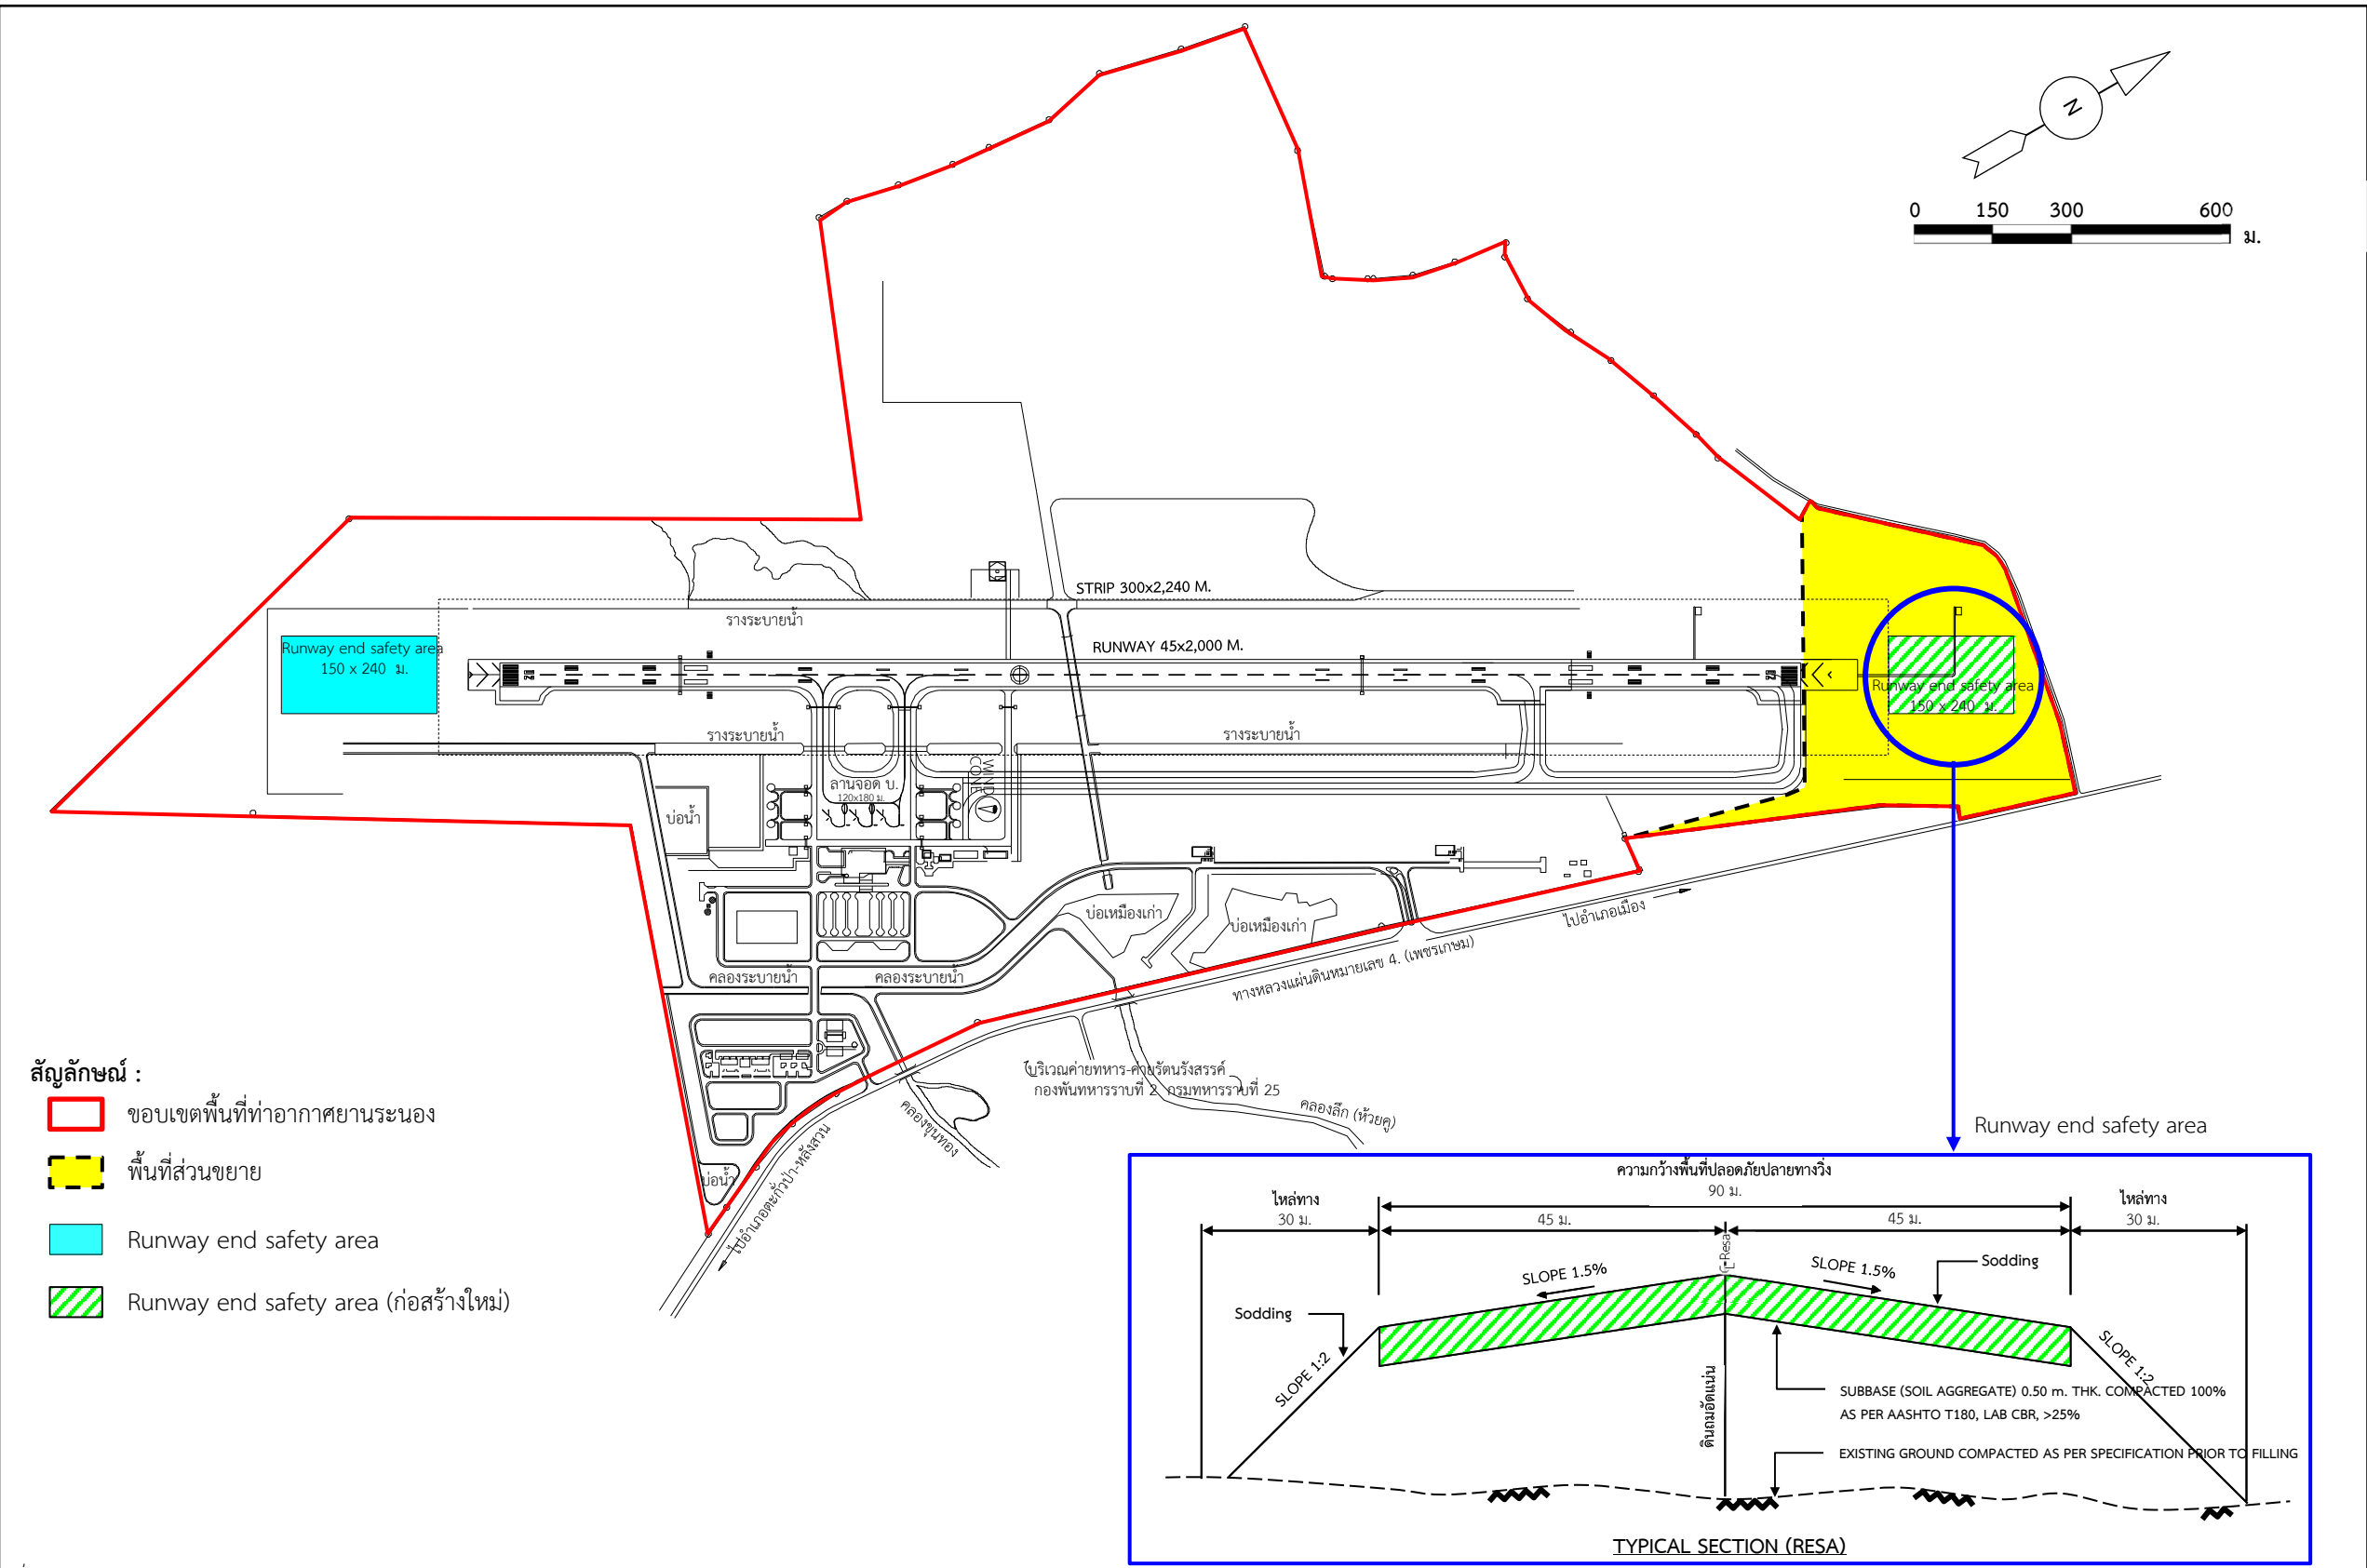 N
0 150 300 600
ม.
STRIP 300x2,240 M.
รางระบายน้ำ
RUNWAY 45x2,000 M.
Runway end safety area
150 x 240 ม.
Runway end safety area
150 x 240 ม.
รางระบายน้ำ
รางระบายน้ำ
WIND
CONE
ลานจอด บ.
120x180 ม.
บ่อน้ำ
บ่อเหมืองเก่า
บ่อเหมืองเก่า
ไปอำเภอเมือง
ทางหลวงแผ่นดินหมายเลข 4. (เพชรเกษม)
คลองระบายน้ำ
คลองระบายน้ำ
บริเวณค่ายทหาร-ค่ายรัตนรังสรรค์
กองพันทหารราบที่ 2 กรมทหารราบที่ 25
คลองลึก (ห้วยคู)
คลองขุนทอง
บ่อน้ำ
ไปอำเภอตะกั่วป่า-หลังสวน
สัญลักษณ์ :
ขอบเขตพื้นที่ท่าอากาศยานระนอง
พื้นที่ส่วนขยาย
Runway end safety area
Runway end safety area (ก่อสร้างใหม่)
Runway end safety area
ความกว้างพื้นที่ปลอดภัยปลายทางวิ่ง
90 ม.
ไหล่ทาง
30 ม.
45 ม.
45 ม.
ไหล่ทาง
30 ม.
Resa
SLOPE 1.5%
SLOPE 1.5%
Sodding
Sodding
SLOPE 1:2
SLOPE 1:2
ดินถมอัดแน่น
SUBBASE (SOIL AGGREGATE) 0.50 m. THK. COMPACTED 100%
AS PER AASHTO T180, LAB CBR, >25%
EXISTING GROUND COMPACTED AS PER SPECIFICATION PRIOR TO FILLING
TYPICAL SECTION (RESA)